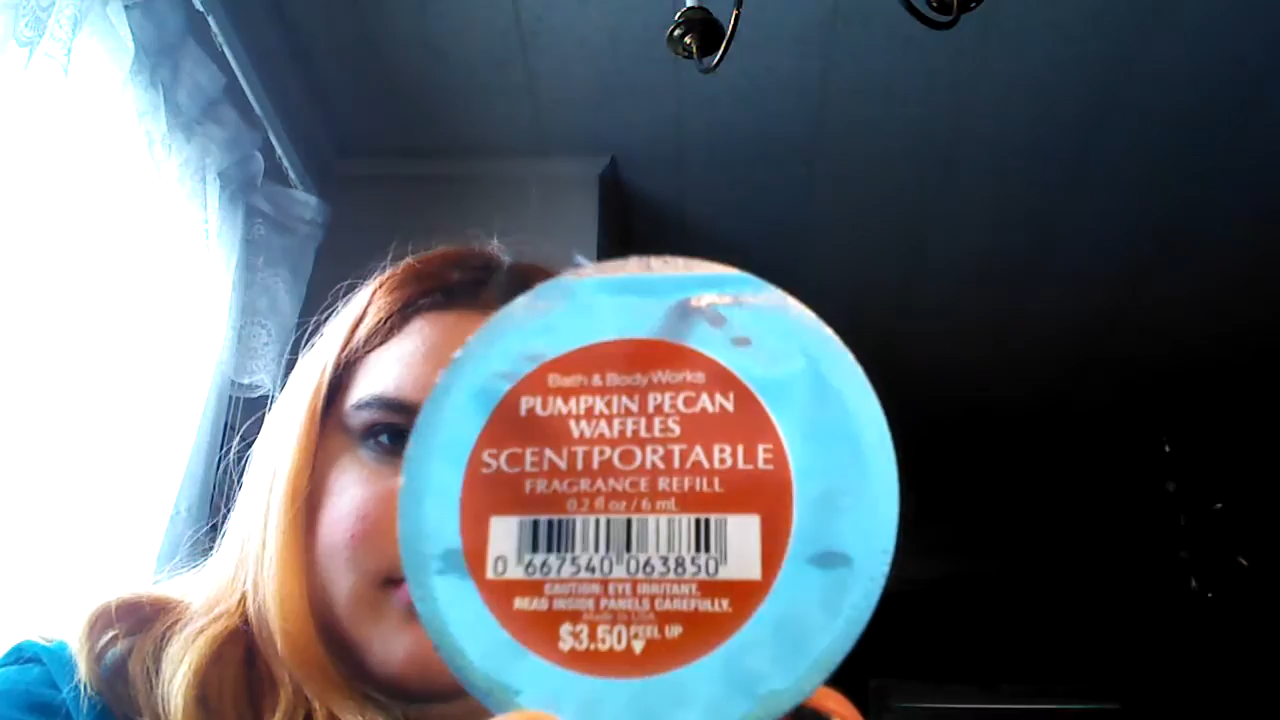 Bath & Body Works
PUMPKIN PECAN
WAFFLES
SCENTPORTABLE
FRAGRANCE REFILL
0.2 fl oz / 6 mL
0 667540 063850
CAUTION: EYE IRRITANT.
READ INSIDE PANELS CAREFULLY.
Made in USA
$3.50 PEEL UP